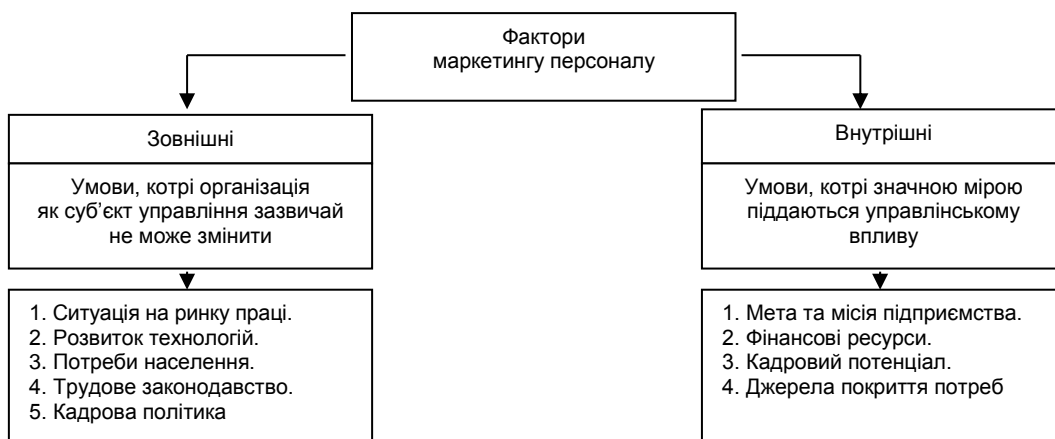 Фактори
маркетингу персоналу
Зовнішні
Умови, котрі організація
як суб’єкт управління зазвичай
не може змінити
1. Ситуація на ринку праці.
2. Розвиток технологій.
3. Потреби населення.
4. Трудове законодавство.
5. Кадрова політика
Внутрішні
Умови, котрі значною мірою
піддаються управлінському
впливу
1. Мета та місія підприємства.
2. Фінансові ресурси.
3. Кадровий потенціал.
4. Джерела покриття потреб